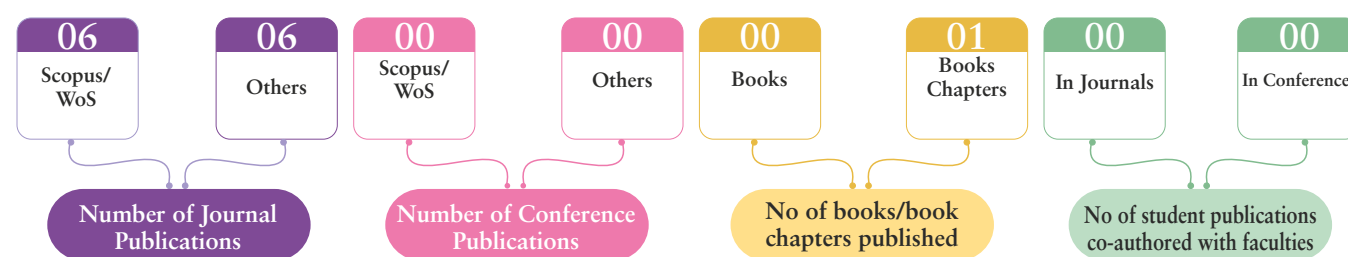 06
Scopus/
WoS
06
Others
Number of Journal
Publications
00
Scopus/
WoS
00
Others
Number of Conference
Publications
00
Books
01
Books
Chapters
No of books/book
chapters published
00
In Journals
00
In Conference
No of student publications
co-authored with faculties